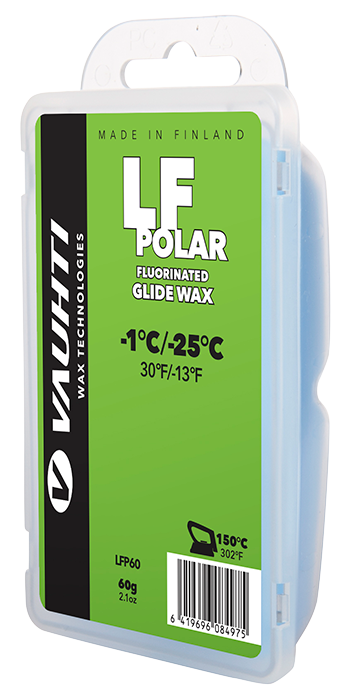 MADE IN FINLAND
LF
POLAR
FLUORINATED
GLIDE WAX
-1°C/-25°C
30°F/-13°F
VAUHTI
WAX TECHNOLOGIES
150°C
302°F
LFP60
60g
2.1oz
6 419696 084975